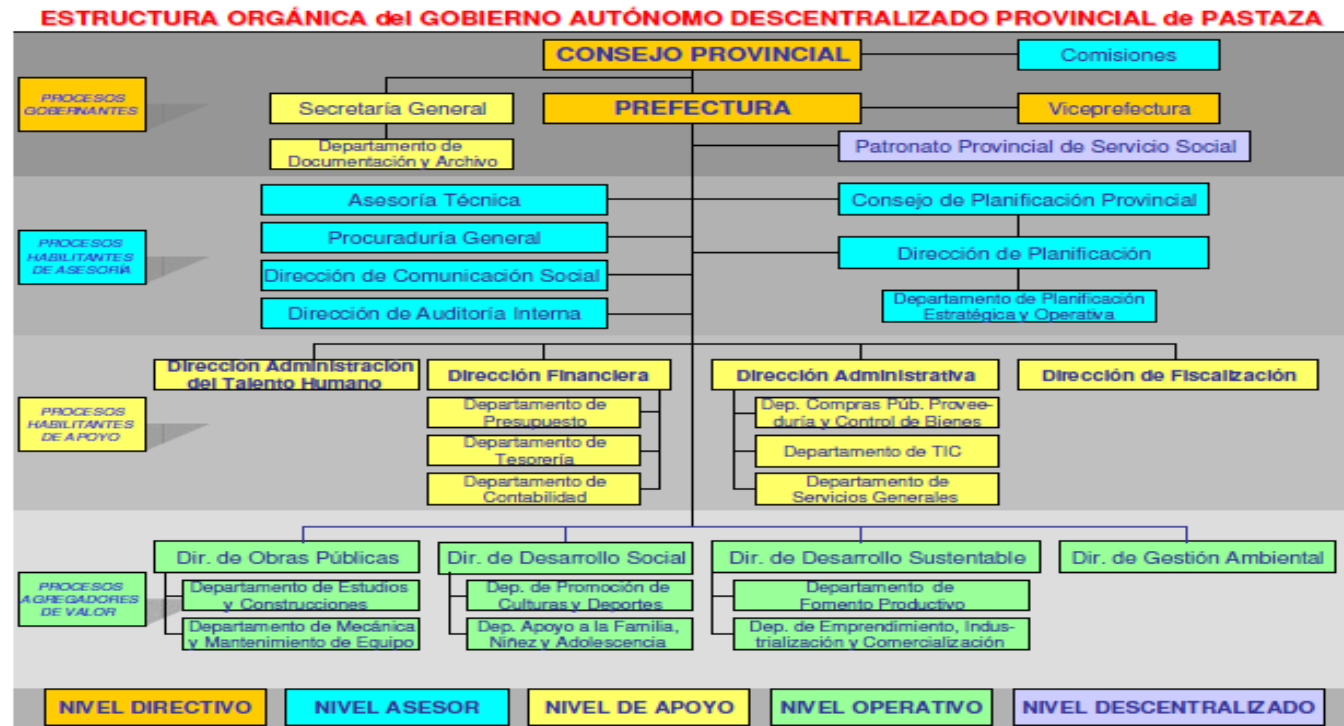 ESTRUCTURA ORGÁNICA del GOBIERNO AUTÓNOMO DESCENTRALIZADO PROVINCIAL de PASTAZA
CONSEJO PROVINCIAL
Comisiones
PROCESOS
GOBERNANTES
Secretaría General
PREFECTURA
Viceprefectura
Departamento de
Documentación y Archivo
Patronato Provincial de Servicio Social
PROCESOS
HABILITANTES
DE ASESORÍA
Asesoría Técnica
Consejo de Planificación Provincial
Procuraduría General
Dirección de Planificación
Dirección de Comunicación Social
Departamento de Planificación
Estratégica y Operativa
Dirección de Auditoría Interna
PROCESOS
HABILITANTES
DE APOYO
Dirección Administración
del Talento Humano
Dirección Financiera
Dirección Administrativa
Dirección de Fiscalización
Departamento de
Presupuesto
Dep. Compras Púb. Provee-
duría y Control de Bienes
Departamento de
Tesorería
Departamento de TIC
Departamento de
Contabilidad
Departamento de
Servicios Generales
PROCESOS
AGREGADORES
DE VALOR
Dir. de Obras Públicas
Dir. de Desarrollo Social
Dir. de Desarrollo Sustentable
Dir. de Gestión Ambiental
Departamento de Estudios
y Construcciones
Dep. de Promoción de
Culturas y Deportes
Departamento de
Fomento Productivo
Departamento de Mecánica
y Mantenimiento de Equipo
Dep. Apoyo a la Familia,
Niñez y Adolescencia
Dep. de Emprendimiento, Indus-
trialización y Comercialización
NIVEL DIRECTIVO
NIVEL ASESOR
NIVEL DE APOYO
NIVEL OPERATIVO
NIVEL DESCENTRALIZADO